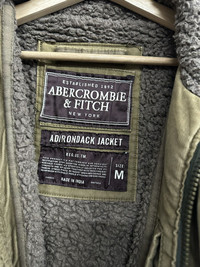 ESTABLISHED 1892
ABERCROMBIE
& FITCH
NEW YORK
ADIRONDACK JACKET
SIZE
M
MADE IN INDIA